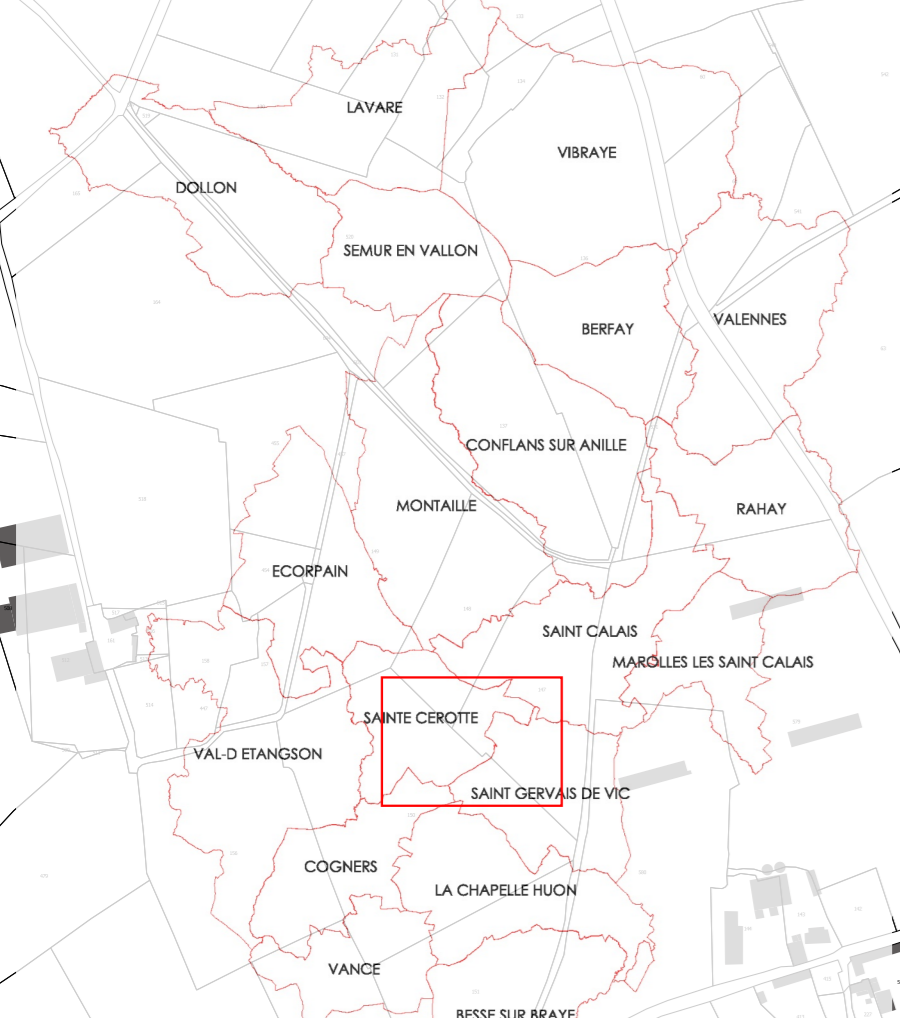 LAVARE
VIBRAYE
DOLLON
SEMUR EN VALLON
VALENNES
BERFAY
CONFLANS SUR ANILLE
MONTAILLE
RAHAY
ECORPAIN
SAINT CALAIS
MAROLLES LES SAINT CALAIS
SAINTE CEROTTE
VAL-D ETANGSON
SAINT GERVAIS DE VIC
COGNERS
LA CHAPELLE HUON
VANCE
BESSE SUR BRAYE